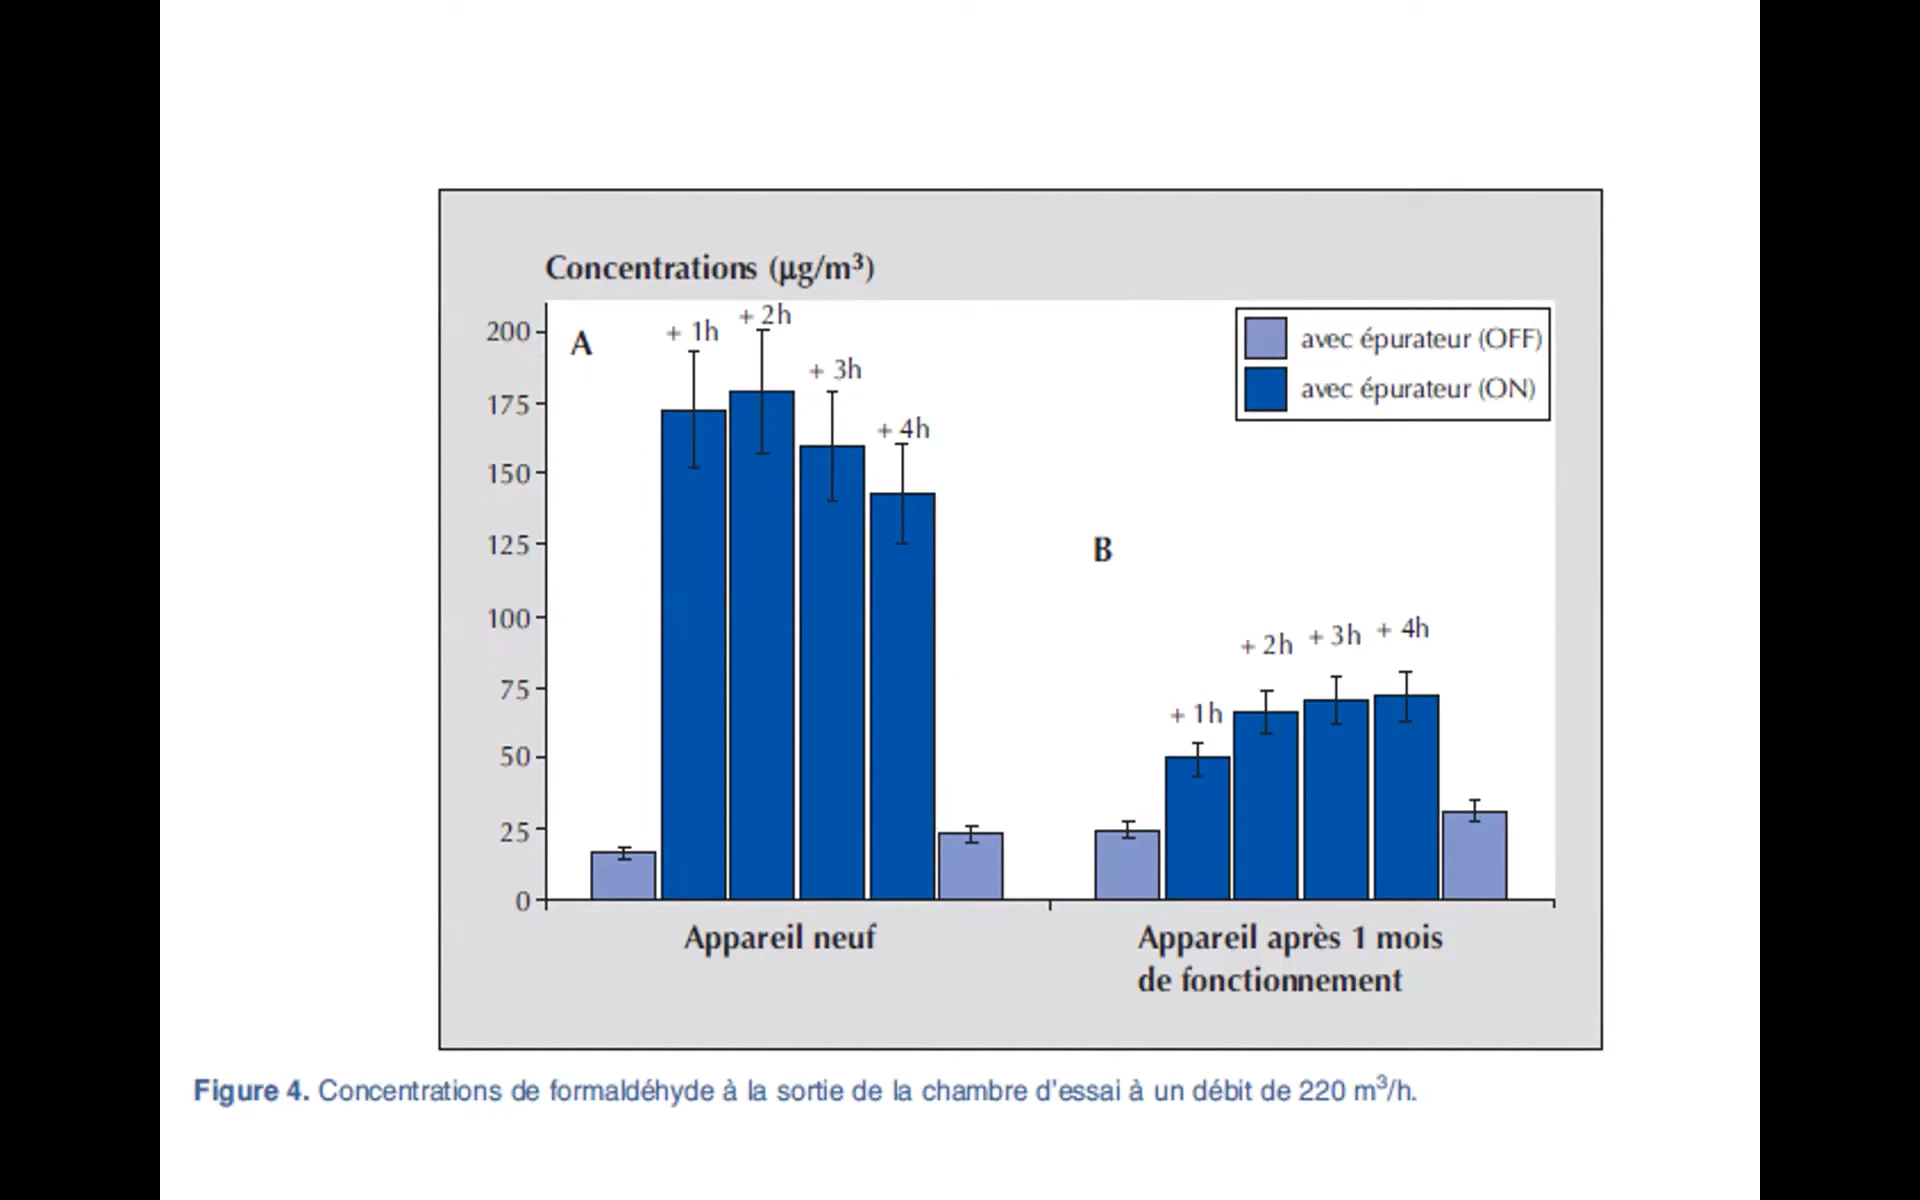 Concentrations (µg/m³)
200
175
150
125
100
75
50
25
0
A
+ 1h
+ 2h
+ 3h
+ 4h
B
+ 1h
+ 2h
+ 3h
+ 4h
avec épurateur (OFF)
avec épurateur (ON)
Appareil neuf
Appareil après 1 mois
de fonctionnement
Figure 4. Concentrations de formaldéhyde à la sortie de la chambre d'essai à un débit de 220 m³/h.